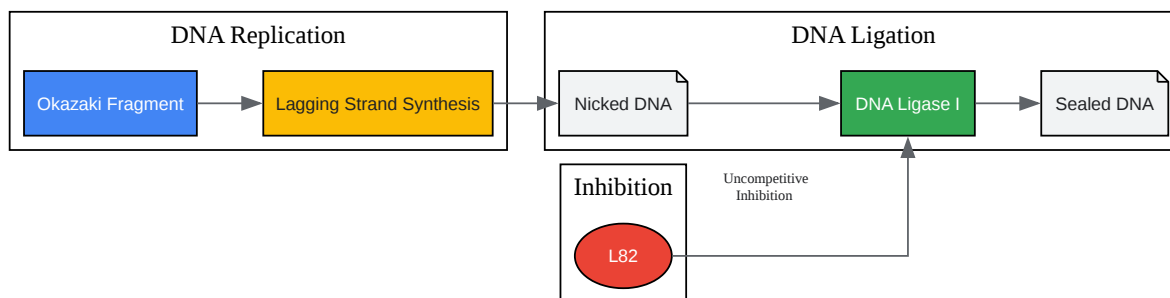 DNA Replication
Okazaki Fragment
Lagging Strand Synthesis
DNA Ligation
Nicked DNA
DNA Ligase I
Sealed DNA
Inhibition
L82
Uncompetitive
Inhibition